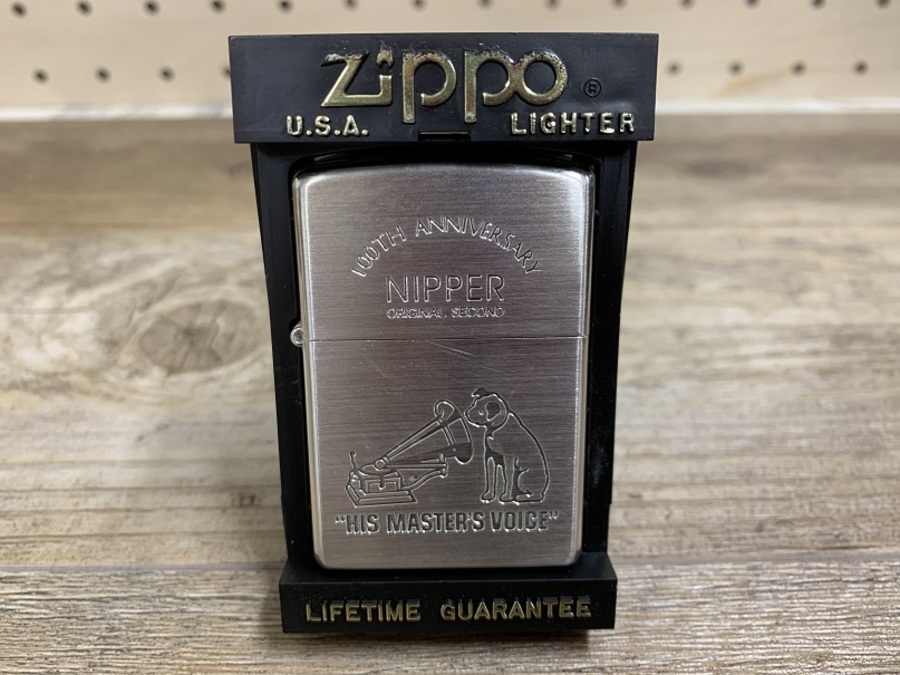 Zippo®
U.S.A. LIGHTER
100TH ANNIVERSARY
NIPPER
ORIGINAL SECOND
"HIS MASTER'S VOICE"
LIFETIME GUARANTEE